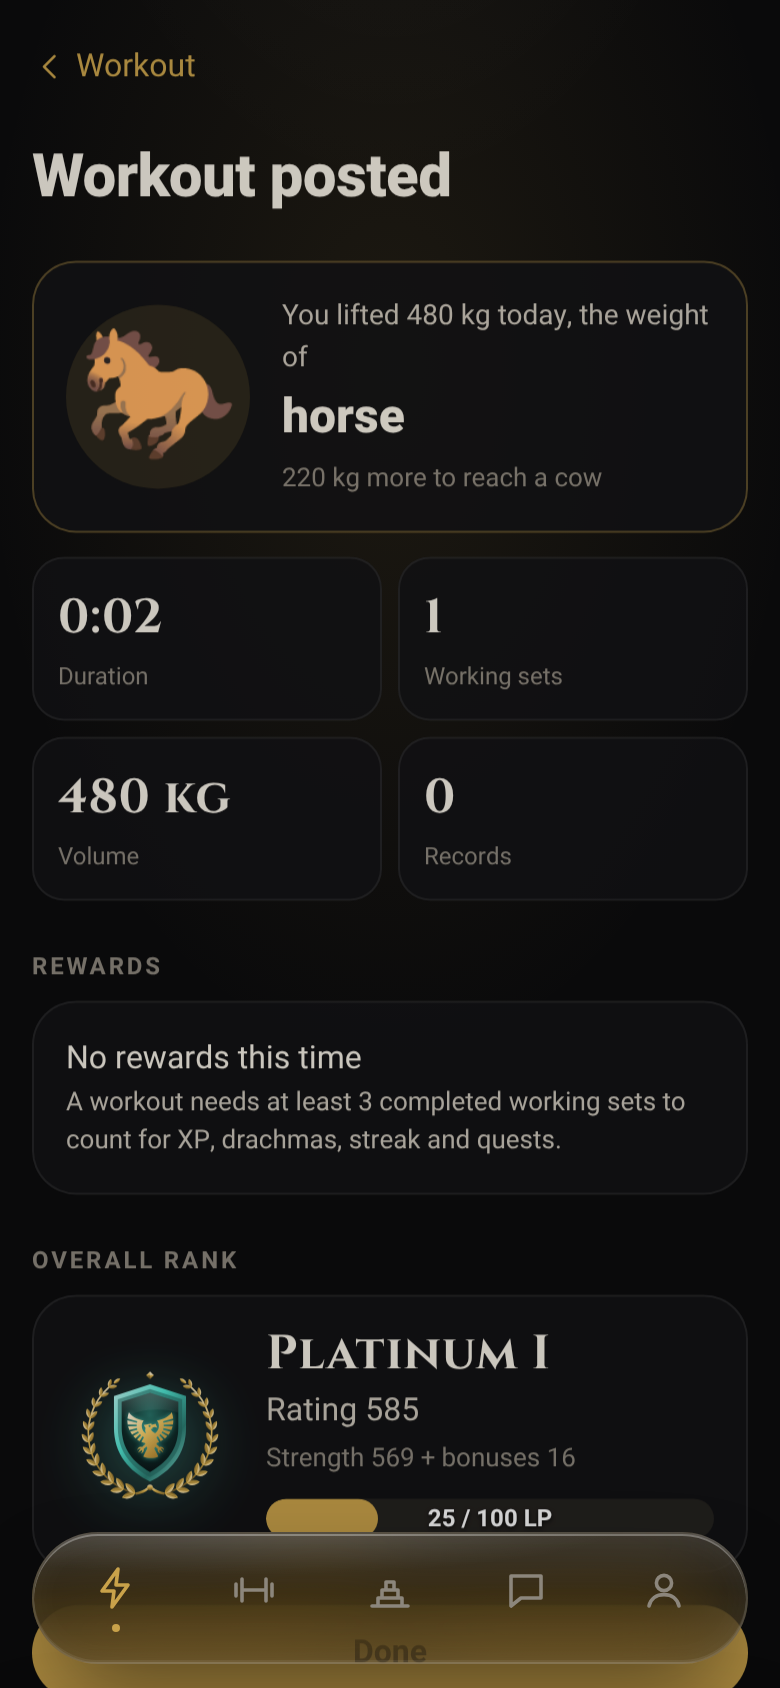 Workout
Workout posted
You lifted 480 kg today, the weight
of
horse
220 kg more to reach a cow
0:02
1
Duration
Working sets
480 KG
0
Volume
Records
REWARDS
No rewards this time
A workout needs at least 3 completed working sets to
count for XP, drachmas, streak and quests.
OVERALL RANK
Platinum I
Rating 585
Strength 569 + bonuses 16
25 / 100 LP
Done